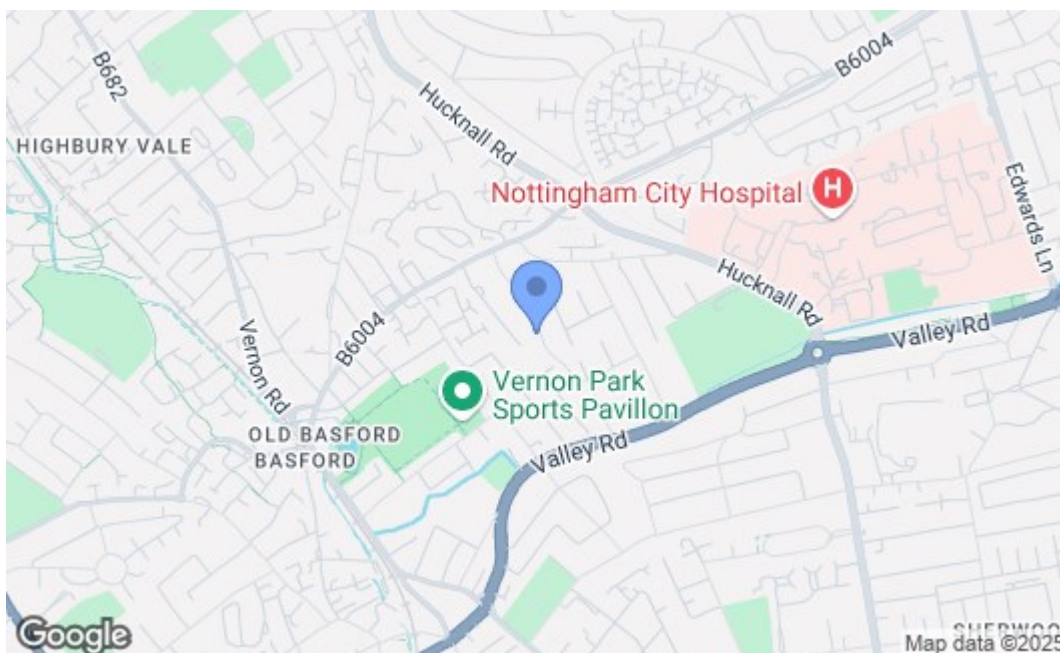 B682
HIGHBURY VALE
Hucknall Rd
B6004
Nottingham City Hospital
H
Edwards Ln
Hucknall Rd
Valley Rd
B6004
Vernon Rd
Vernon Park
Sports Pavillon
OLD BASFORD
BASFORD
Valley Rd
Google
Map data ©2025